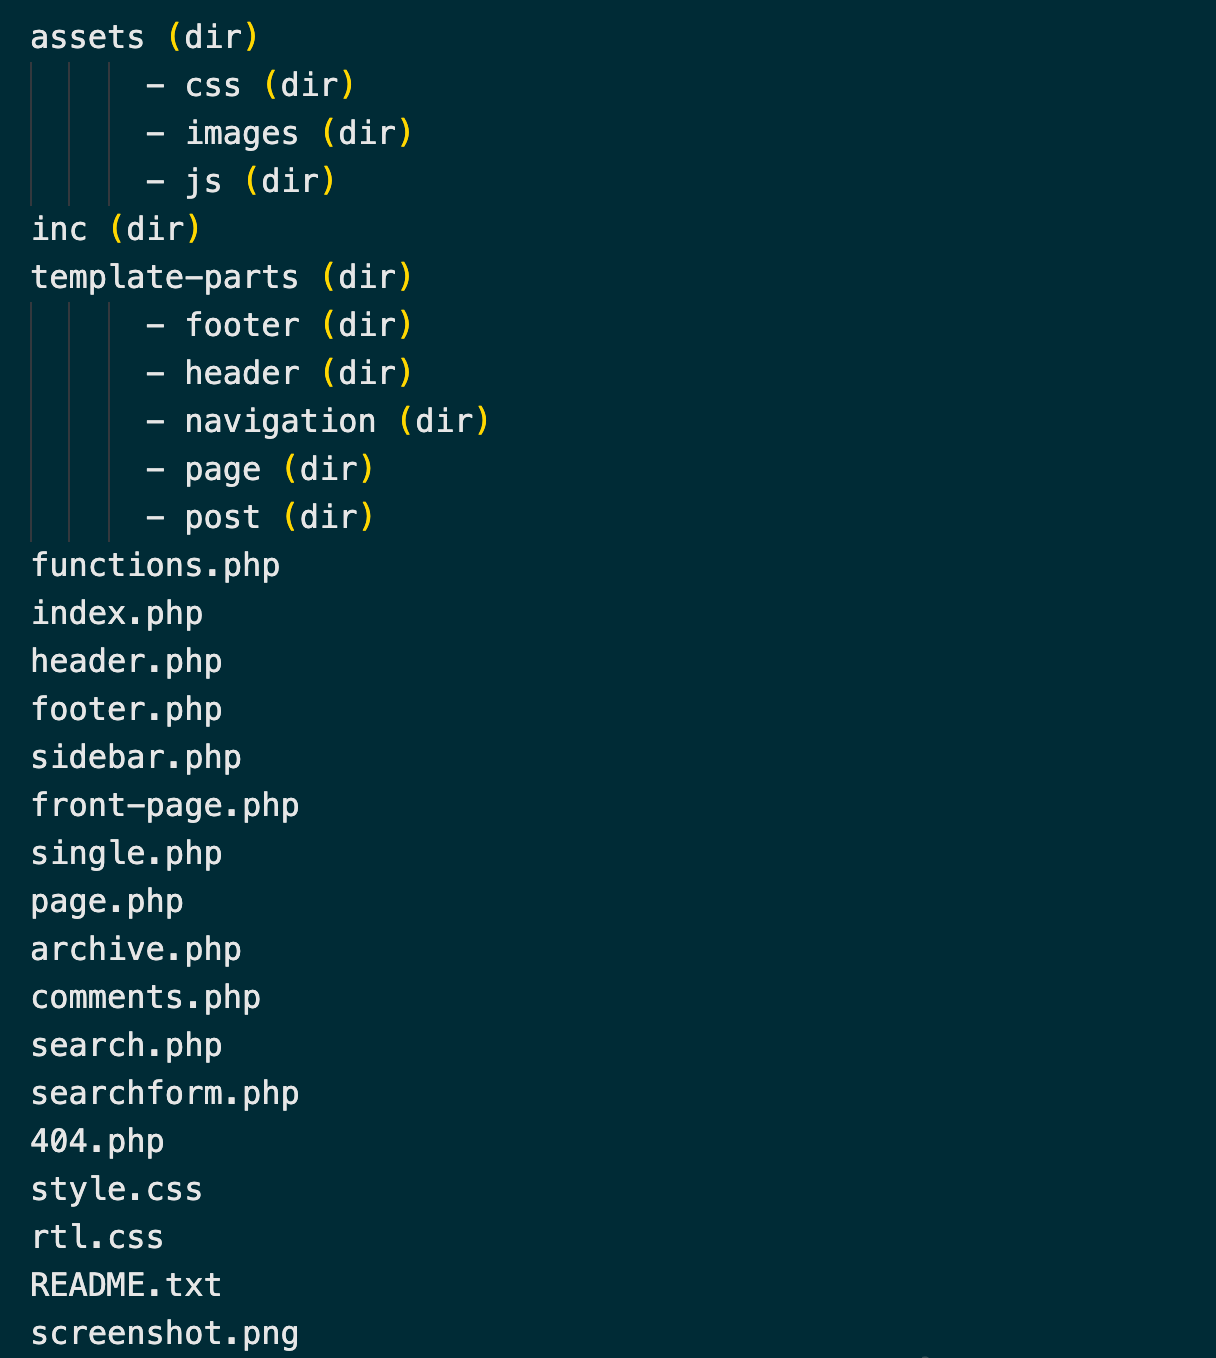 assets (dir)
- css (dir)
- images (dir)
- js (dir)
inc (dir)
template-parts (dir)
- footer (dir)
- header (dir)
- navigation (dir)
- page (dir)
- post (dir)
functions.php
index.php
header.php
footer.php
sidebar.php
front-page.php
single.php
page.php
archive.php
comments.php
search.php
searchform.php
404.php
style.css
rtl.css
README.txt
screenshot.png